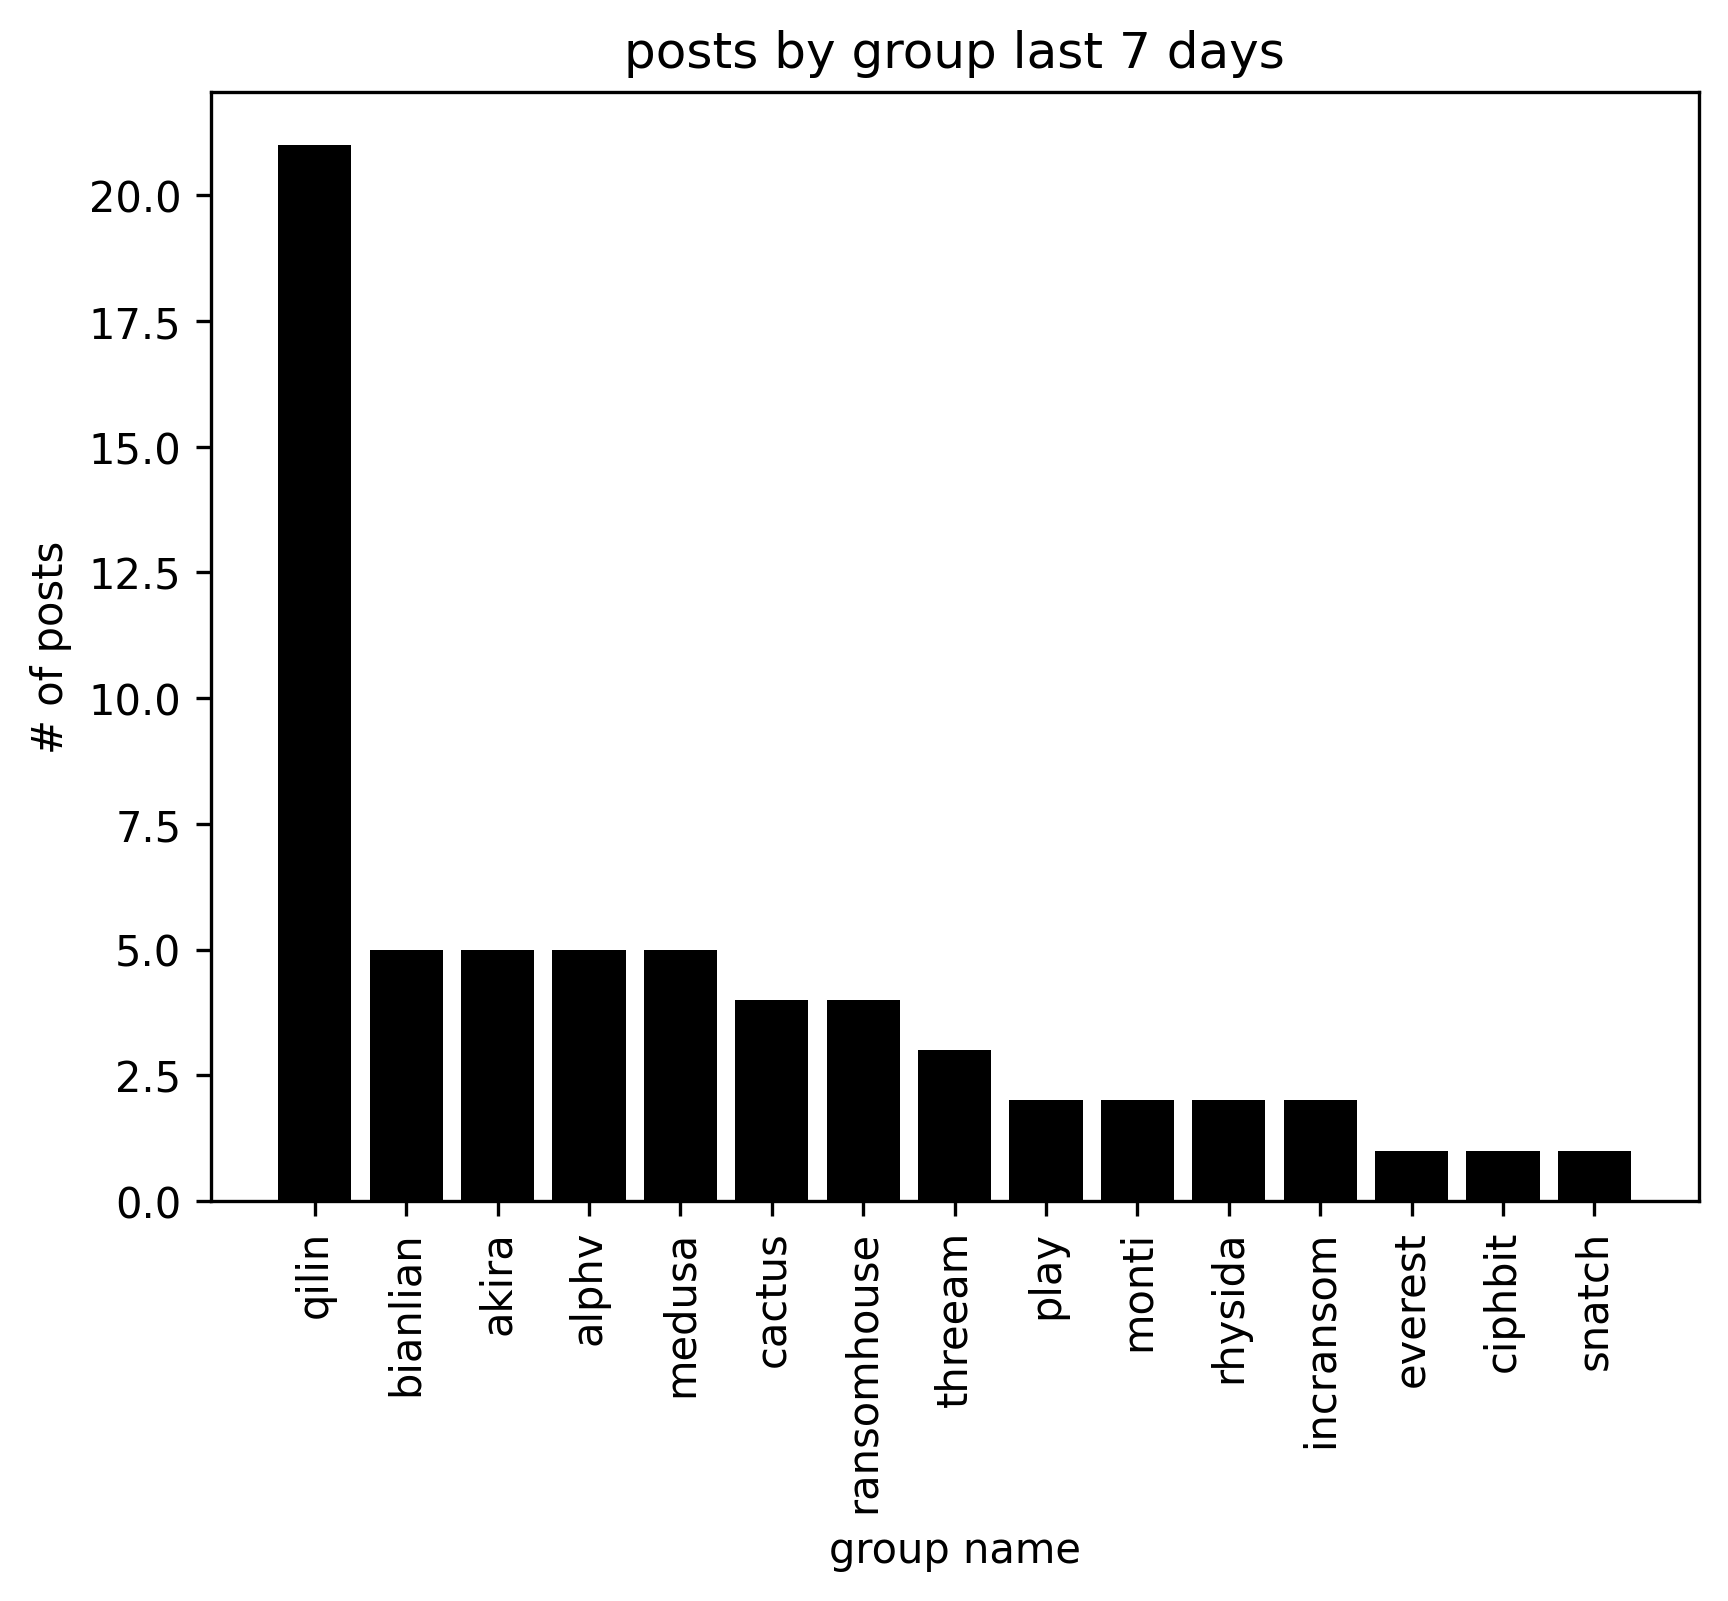 posts by group last 7 days
# of posts
20.0
17.5
15.0
12.5
10.0
7.5
5.0
2.5
0.0
qilin
bianlian
akira
alphv
medusa
cactus
ransomhouse
threeam
play
monti
rhysida
incransom
everest
ciphbit
snatch
group name